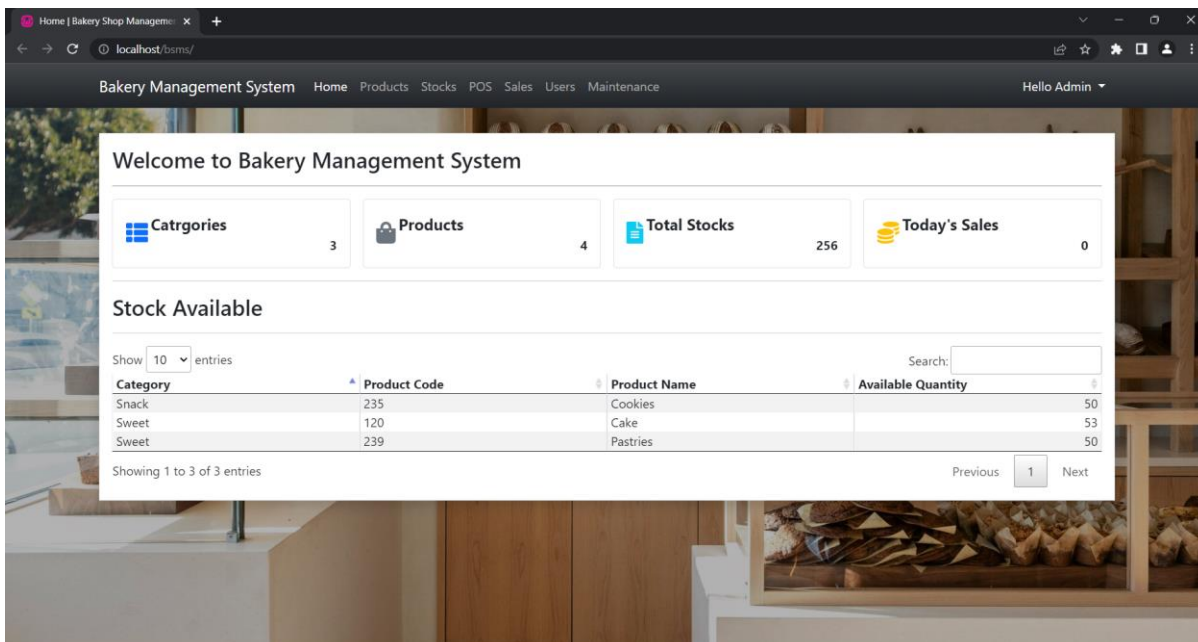 Home | Bakery Shop Managemen
localhost/bsms/
Bakery Management System Home Products Stocks POS Sales Users Maintenance Hello Admin
Welcome to Bakery Management System
Catrgories 3 Products 4 Total Stocks 256 Today's Sales 0
Stock Available
Show 10 entries Search:
Category Product Code Product Name Available Quantity
Snack 235 Cookies 50
Sweet 120 Cake 53
Sweet 239 Pastries 50
Showing 1 to 3 of 3 entries Previous 1 Next